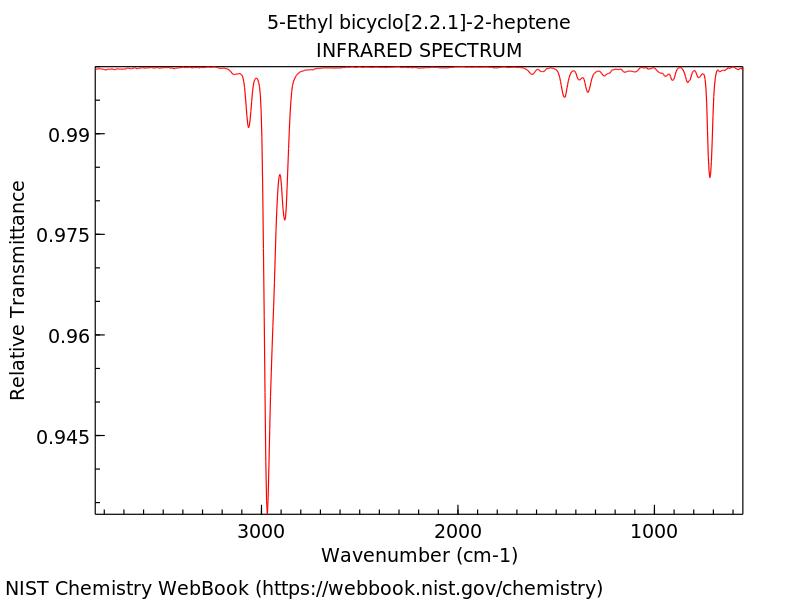 5-Ethyl bicyclo[2.2.1]-2-heptene
INFRARED SPECTRUM
0.99
0.975
0.96
0.945
Relative Transmittance
3000 2000 1000
Wavenumber (cm-1)
NIST Chemistry WebBook (https://webbook.nist.gov/chemistry)